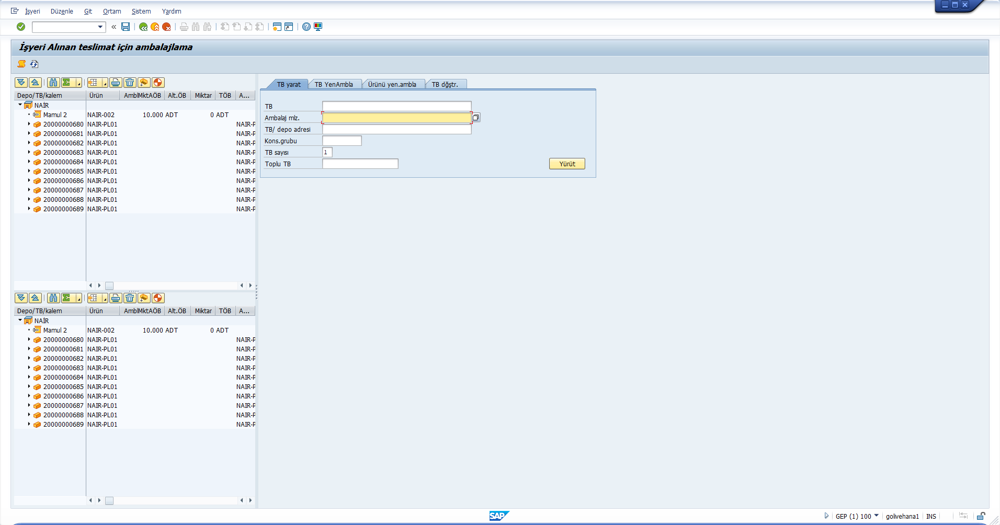 İşyeri Düzenle Git Ortam Sistem Yardım
İşyeri Alınan teslimat için ambalajlama
Depo/TB/kalem Ürün AmblMktAÖB Alt.ÖB Miktar TÖB A...
NAİR
Mamul 2 NAIR-002 10.000 ADT 0 ADT
20000000680 NAIR-PL01 NAIR-P
20000000681 NAIR-PL01 NAIR-P
20000000682 NAIR-PL01 NAIR-P
20000000683 NAIR-PL01 NAIR-P
20000000684 NAIR-PL01 NAIR-P
20000000685 NAIR-PL01 NAIR-P
20000000686 NAIR-PL01 NAIR-P
20000000687 NAIR-PL01 NAIR-P
20000000688 NAIR-PL01 NAIR-P
20000000689 NAIR-PL01 NAIR-P
Depo/TB/kalem Ürün AmblMktAÖB Alt.ÖB Miktar TÖB A...
NAİR
Mamul 2 NAIR-002 10.000 ADT 0 ADT
20000000680 NAIR-PL01 NAIR-P
20000000681 NAIR-PL01 NAIR-P
20000000682 NAIR-PL01 NAIR-P
20000000683 NAIR-PL01 NAIR-P
20000000684 NAIR-PL01 NAIR-P
20000000685 NAIR-PL01 NAIR-P
20000000686 NAIR-PL01 NAIR-P
20000000687 NAIR-PL01 NAIR-P
20000000688 NAIR-PL01 NAIR-P
20000000689 NAIR-PL01 NAIR-P
TB yarat TB YenAmbla Ürünü yen.ambla TB dğştr.
TB
Ambalaj mlz.
TB/ depo adresi
Kons.grubu
TB sayısı 1
Toplu TB Yürüt
SAP GEP (1) 100 golivehana1 INS